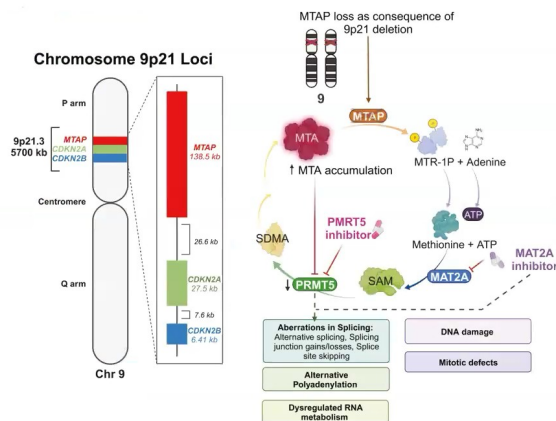 MTAP loss as consequence of
9p21 deletion
Chromosome 9p21 Loci
P arm
9p21.3
5700 kb
MTAP
CDKN2A
CDKN2B
Centromere
Q arm
Chr 9
MTAP
138.5 kb
26.6 kb
CDKN2A
27.5 kb
7.6 kb
CDKN2B
6.41 kb
9
MTAP
MTA
↑ MTA accumulation
MTR-1P + Adenine
ATP
Methionine + ATP
PMRT5
inhibitor
MAT2A
inhibitor
SDMA
↓ PRMT5
SAM
MAT2A
Aberrations in Splicing:
Alternative splicing, Splicing
junction gains/losses, Splice
site skipping
DNA damage
Mitotic defects
Alternative
Polyadenylation
Dysregulated RNA
metabolism